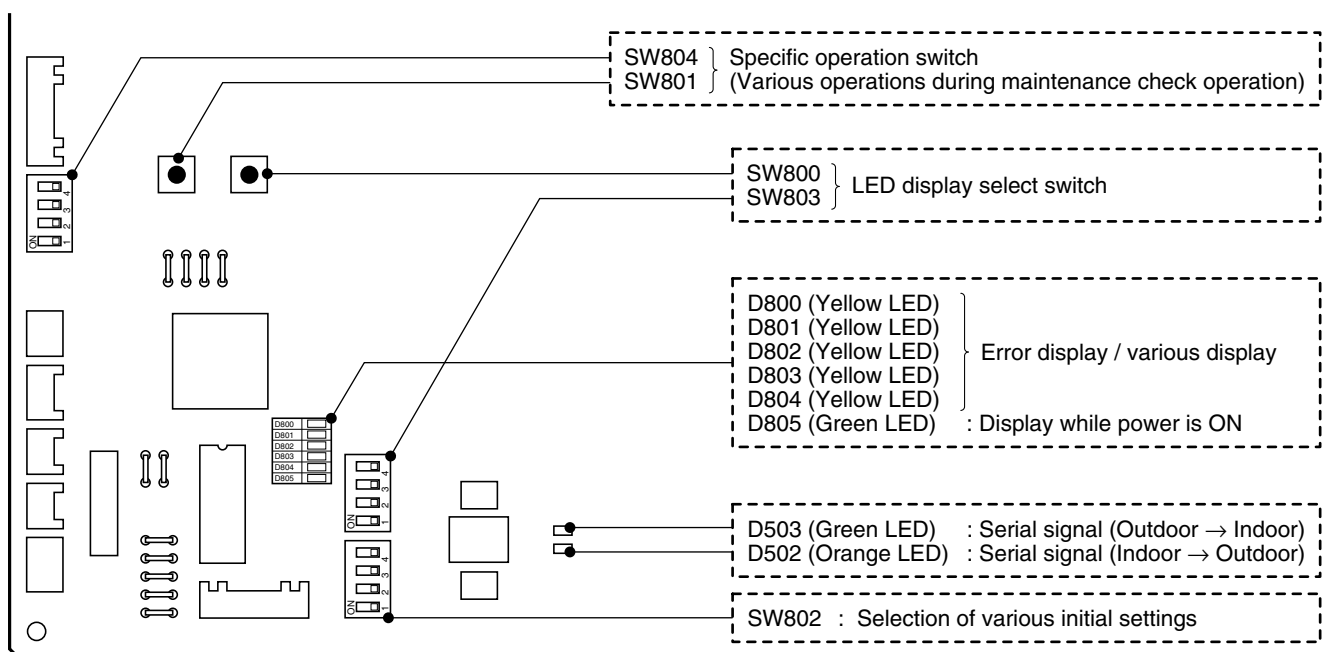 SW804
SW801
Specific operation switch
(Various operations during maintenance check operation)
SW800
SW803
LED display select switch
D800 (Yellow LED)
D801 (Yellow LED)
D802 (Yellow LED)
D803 (Yellow LED)
D804 (Yellow LED)
Error display / various display
D805 (Green LED) : Display while power is ON
D503 (Green LED) : Serial signal (Outdoor → Indoor)
D502 (Orange LED) : Serial signal (Indoor → Outdoor)
SW802 : Selection of various initial settings
4
3
2
1
ON
D800
D801
D802
D803
D804
D805
4
3
2
1
ON
4
3
2
1
ON